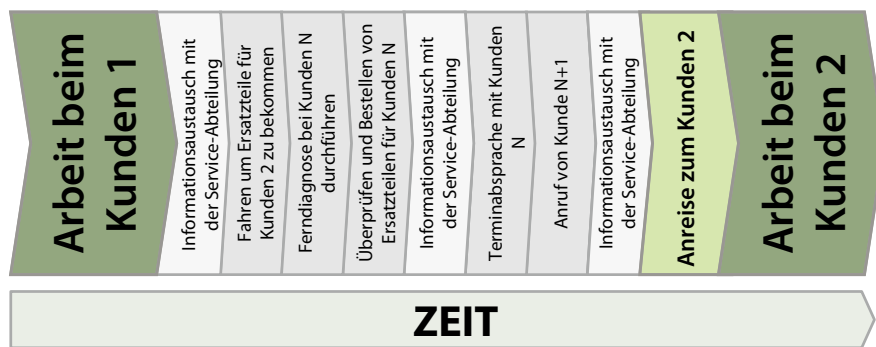 Arbeit beim
Kunden 1
Informationsaustausch mit
der Service-Abteilung
Fahren um Ersatzteile für
Kunden 2 zu bekommen
Ferndiagnose bei Kunden N
durchführen
Überprüfen und Bestellen von
Ersatzteilen für Kunden N
Informationsaustausch mit
der Service-Abteilung
Terminabsprache mit Kunden
N
Anruf von Kunde N+1
Informationsaustausch mit
der Service-Abteilung
Anreise zum Kunden 2
Arbeit beim
Kunden 2
ZEIT